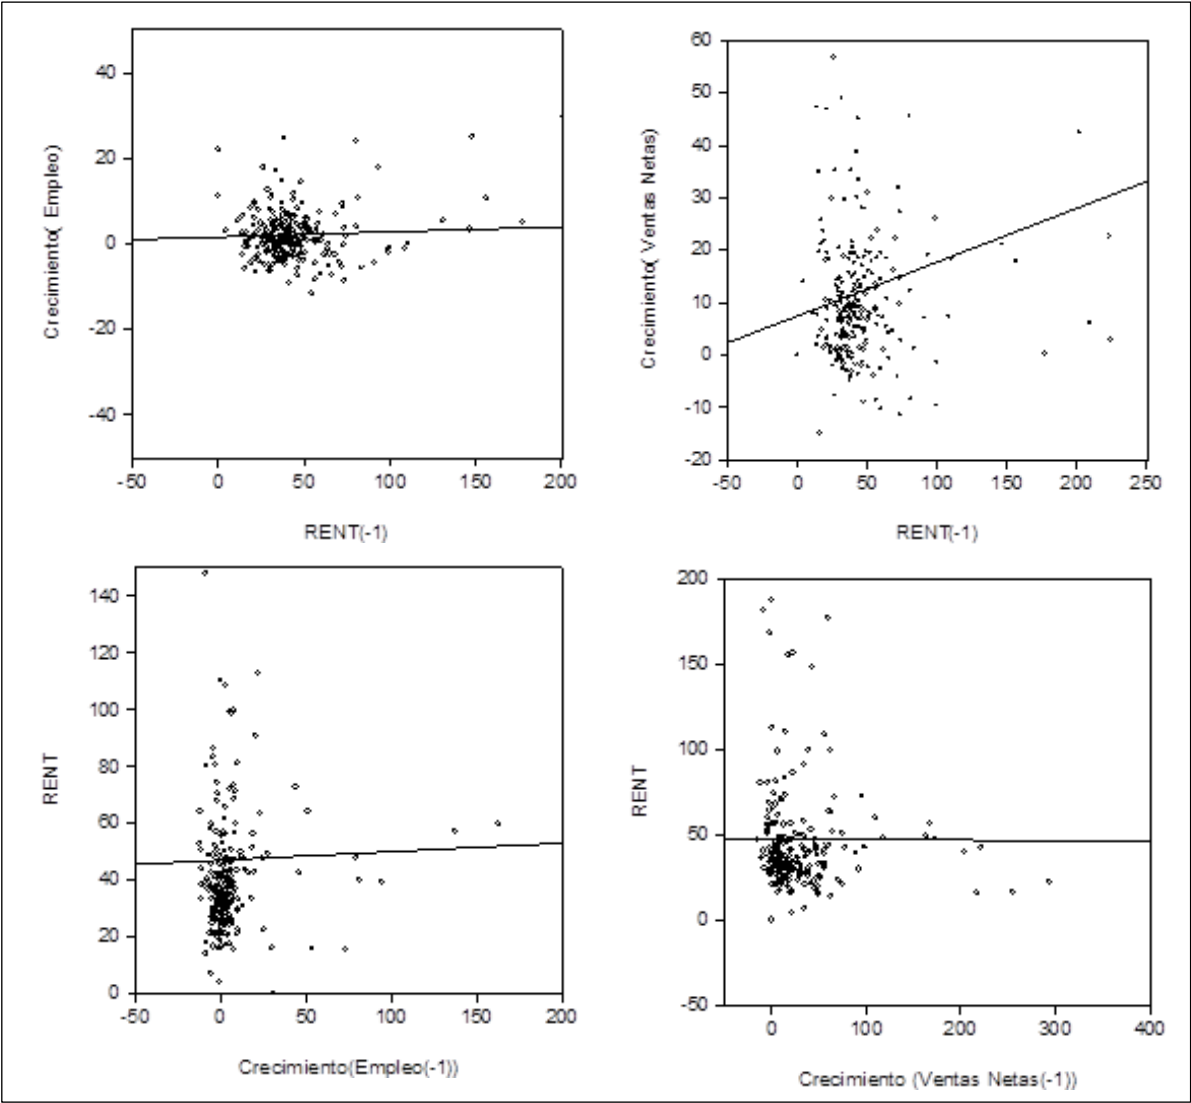 Crecimiento( Empleo)
40
20
0
-20
-40
-50 0 50 100 150 200
RENT(-1)
Crecimiento( Ventas Netas)
60
50
40
30
20
10
0
-10
-20
-50 0 50 100 150 200 250
RENT(-1)
RENT
140
120
100
80
60
40
20
0
-50 0 50 100 150 200
Crecimiento(Empleo(-1))
RENT
200
150
100
50
0
-50
0 100 200 300 400
Crecimiento (Ventas Netas(-1))